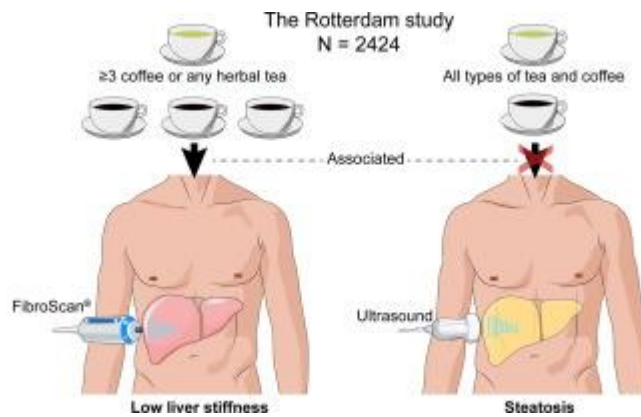 The Rotterdam study
N = 2424
≥3 coffee or any herbal tea
All types of tea and coffee
Associated
FibroScan®
Ultrasound
Low liver stiffness
Steatosis